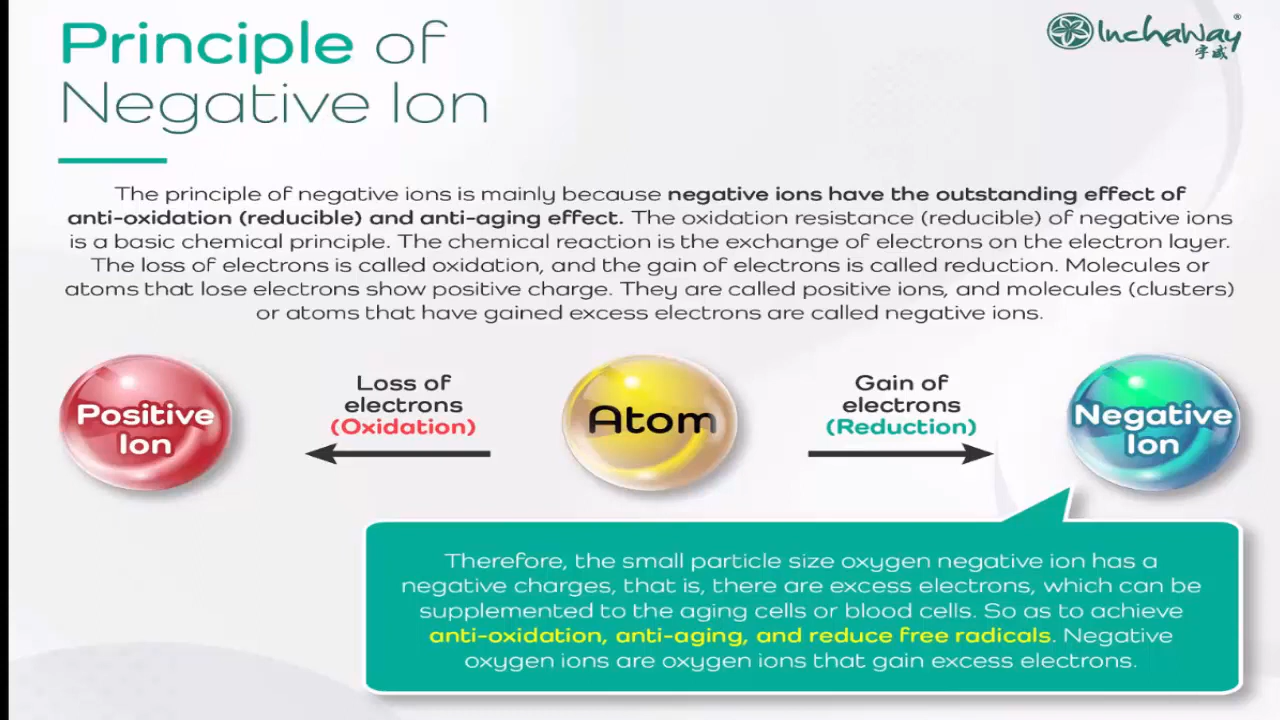 Principle of
Negative Ion
InchaWay®
宇威
The principle of negative ions is mainly because negative ions have the outstanding effect of
anti-oxidation (reducible) and anti-aging effect. The oxidation resistance (reducible) of negative ions
is a basic chemical principle. The chemical reaction is the exchange of electrons on the electron layer.
The loss of electrons is called oxidation, and the gain of electrons is called reduction. Molecules or
atoms that lose electrons show positive charge. They are called positive ions, and molecules (clusters)
or atoms that have gained excess electrons are called negative ions.
Positive
Ion
Loss of
electrons
(Oxidation)
Atom
Gain of
electrons
(Reduction)
Negative
Ion
Therefore, the small particle size oxygen negative ion has a
negative charges, that is, there are excess electrons, which can be
supplemented to the aging cells or blood cells. So as to achieve
anti-oxidation, anti-aging, and reduce free radicals. Negative
oxygen ions are oxygen ions that gain excess electrons.